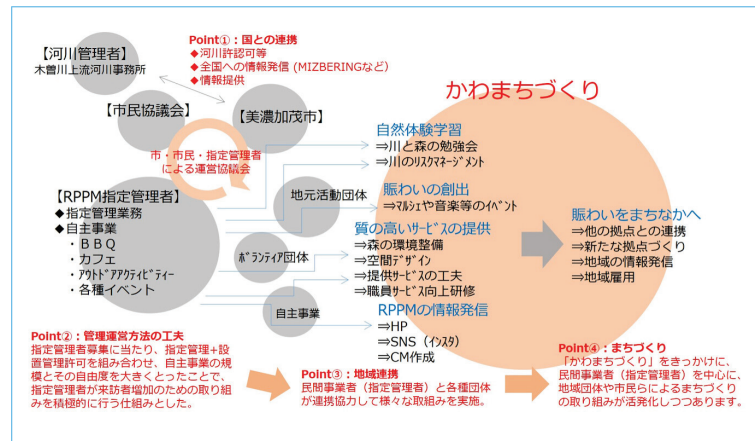 【河川管理者】
木曽川上流河川事務所
Point①：国との連携
◆河川許認可等
◆全国への情報発信 (MIZBERINGなど)
◆情報提供
【市民協議会】
【美濃加茂市】
市・市民・指定管理者
による運営協議会
【RPPM指定管理者】
◆指定管理業務
◆自主事業
・ＢＢＱ
・カフェ
・ｱｳﾄﾄﾞｱｱｸﾃｨﾋﾞﾃｨｰ
・各種イベント
地元活動団体
ﾎﾞﾗﾝﾃｨｱ団体
自主事業
かわまちづくり
自然体験学習
⇒川と森の勉強会
⇒川のﾘｽｸﾏﾈｰｼﾞﾒﾝﾄ
賑わいの創出
⇒ﾏﾙｼｪや音楽等のイベント
質の高いｻｰﾋﾞｽの提供
⇒森の環境整備
⇒空間デザイン
⇒提供サービスの工夫
⇒職員ｻｰﾋﾞｽ向上研修
RPPMの情報発信
⇒HP
⇒SNS（インスタ）
⇒CM作成
賑わいをまちなかへ
⇒他の拠点との連携
⇒新たな拠点づくり
⇒地域の情報発信
⇒地域雇用
Point②：管理運営方法の工夫
指定管理者募集に当たり、指定管理+設
置管理許可を組み合わせ、自主事業の規
模とその自由度を大きくとったことで、
指定管理者が来訪者増加のための取り組
みを積極的に行う仕組みとした。
Point③：地域連携
民間事業者（指定管理者）と各種団体
が連携協力して様々な取組みを実施。
Point④：まちづくり
「かわまちづくり」をきっかけに、
民間事業者（指定管理者）を中心に、
地域団体や市民らによるまちづくり
の取り組みが活発化しつつあります。